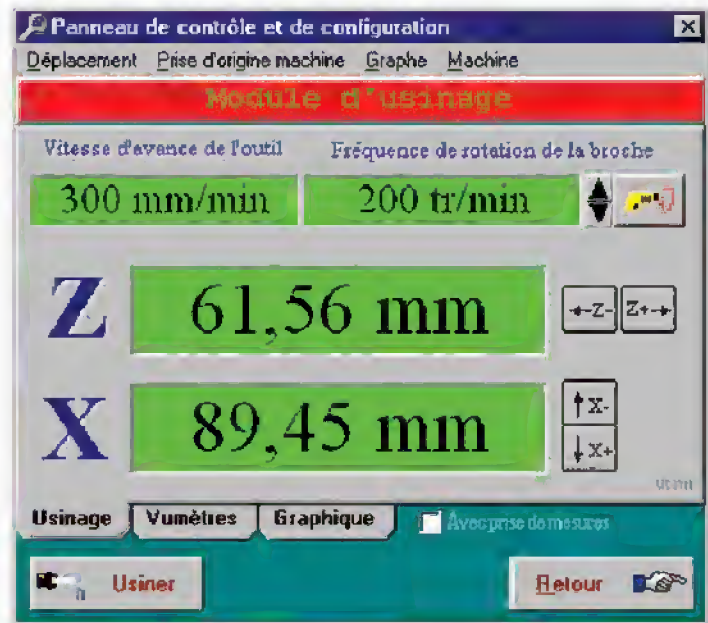 Panneau de contrôle et de configuration
Déplacement Prise d'origine machine Graphe Machine
Module d'usinage
Vitesse d'avance de l'outil Fréquence de rotation de la broche
300 mm/min 200 tr/min
Z 61,56 mm ←-Z- Z+-→
X 89,45 mm ↑X-
↓X+
Usinage Vumètres Graphique Avec prise de mesures
Usiner Retour